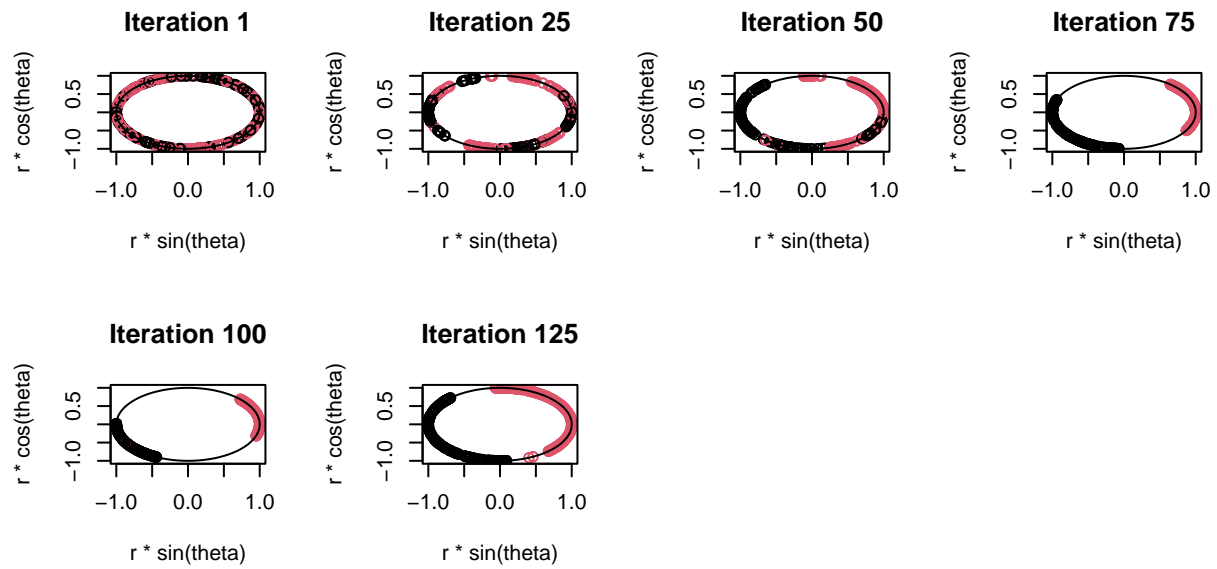 Iteration 1
r * cos(theta)
0.5
−1.0
−1.0 0.0 1.0
r * sin(theta)
Iteration 25
r * cos(theta)
0.5
−1.0
−1.0 0.0 1.0
r * sin(theta)
Iteration 50
r * cos(theta)
0.5
−1.0
−1.0 0.0 1.0
r * sin(theta)
Iteration 75
r * cos(theta)
0.5
−1.0
−1.0 0.0 1.0
r * sin(theta)
Iteration 100
r * cos(theta)
0.5
−1.0
−1.0 0.0 1.0
r * sin(theta)
Iteration 125
r * cos(theta)
0.5
−1.0
−1.0 0.0 1.0
r * sin(theta)